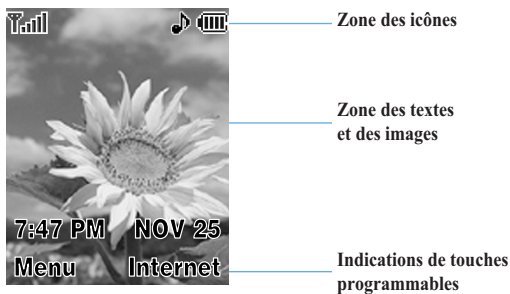 Zone des icônes
Zone des textes
et des images
7:47 PM NOV 25
Menu Internet
Indications de touches
programmables